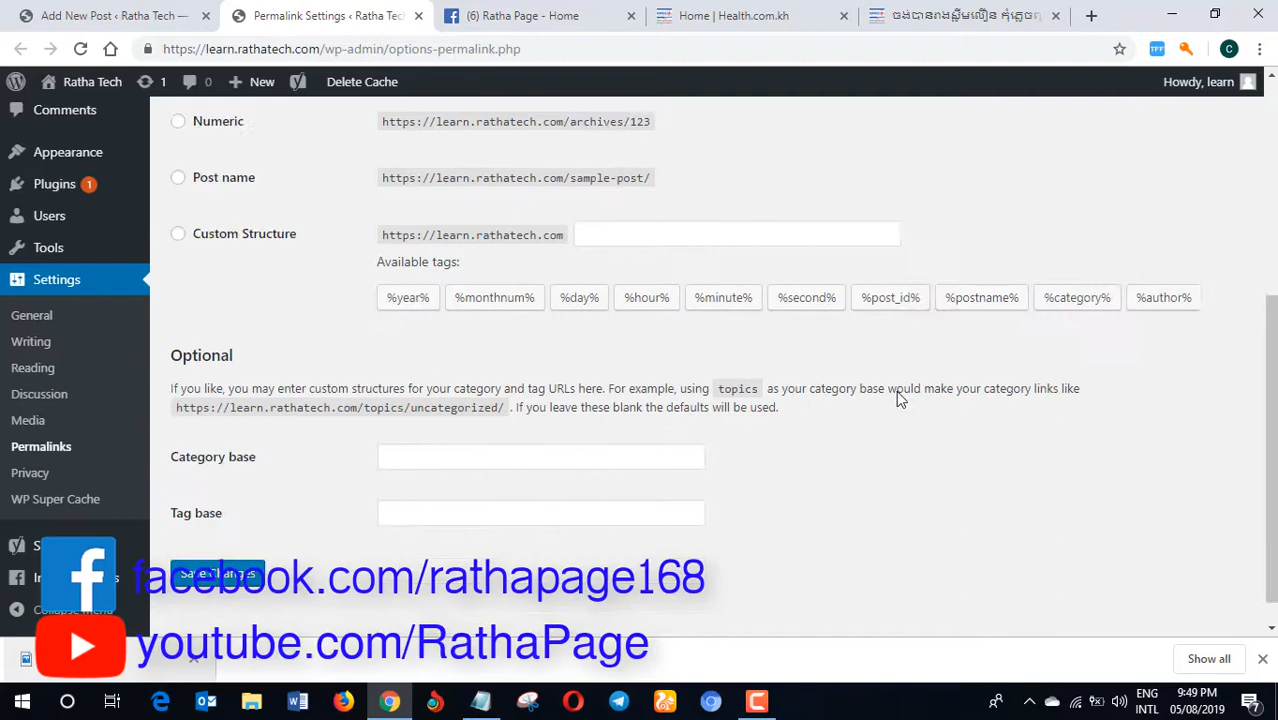 Add New Post ‹ Ratha Tech —
Permalink Settings ‹ Ratha Tech
(6) Ratha Page - Home
Home | Health.com.kh
https://learn.rathatech.com/wp-admin/options-permalink.php
C
Ratha Tech
1
0
New
Delete Cache
Howdy, learn
Comments
Appearance
Plugins 1
Users
Tools
Settings
General
Writing
Reading
Discussion
Media
Permalinks
Privacy
WP Super Cache
Collapse menu
Numeric
https://learn.rathatech.com/archives/123
Post name
https://learn.rathatech.com/sample-post/
Custom Structure
https://learn.rathatech.com
Available tags:
%year% %monthnum% %day% %hour% %minute% %second% %post_id% %postname% %category% %author%
Optional
If you like, you may enter custom structures for your category and tag URLs here. For example, using topics as your category base would make your category links like
https://learn.rathatech.com/topics/uncategorized/ . If you leave these blank the defaults will be used.
Category base
Tag base
Save Changes
facebook.com/rathapage168
youtube.com/RathaPage
Show all
ENG
INTL
9:49 PM
05/08/2019
7